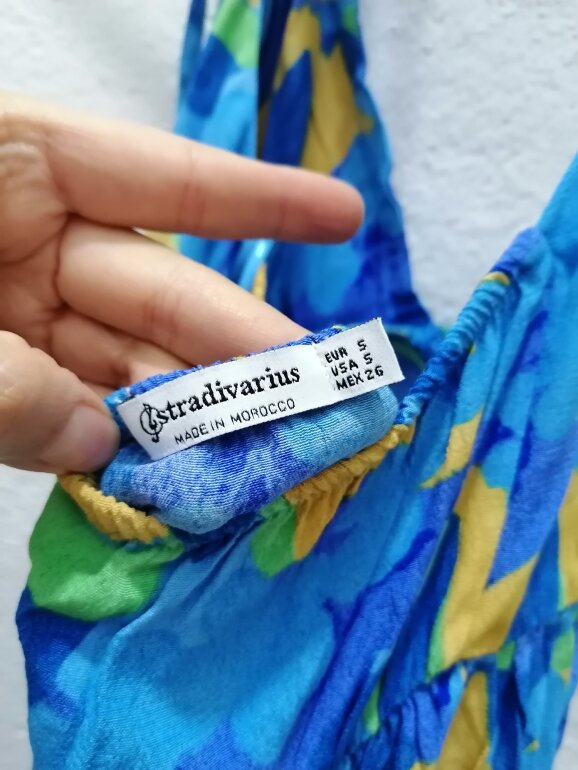 stradivarius
MADE IN MOROCCO
EUR S
USA S
MEX 26